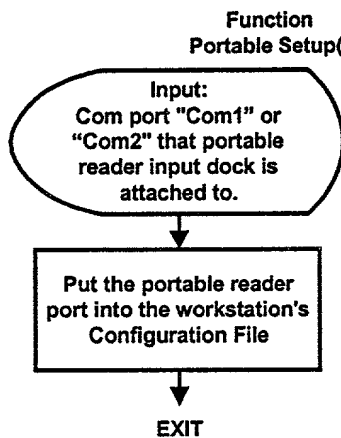 Function
Portable Setup(
Input:
Com port "Com1" or
"Com2" that portable
reader input dock is
attached to.
Put the portable reader
port into the workstation's
Configuration File
EXIT